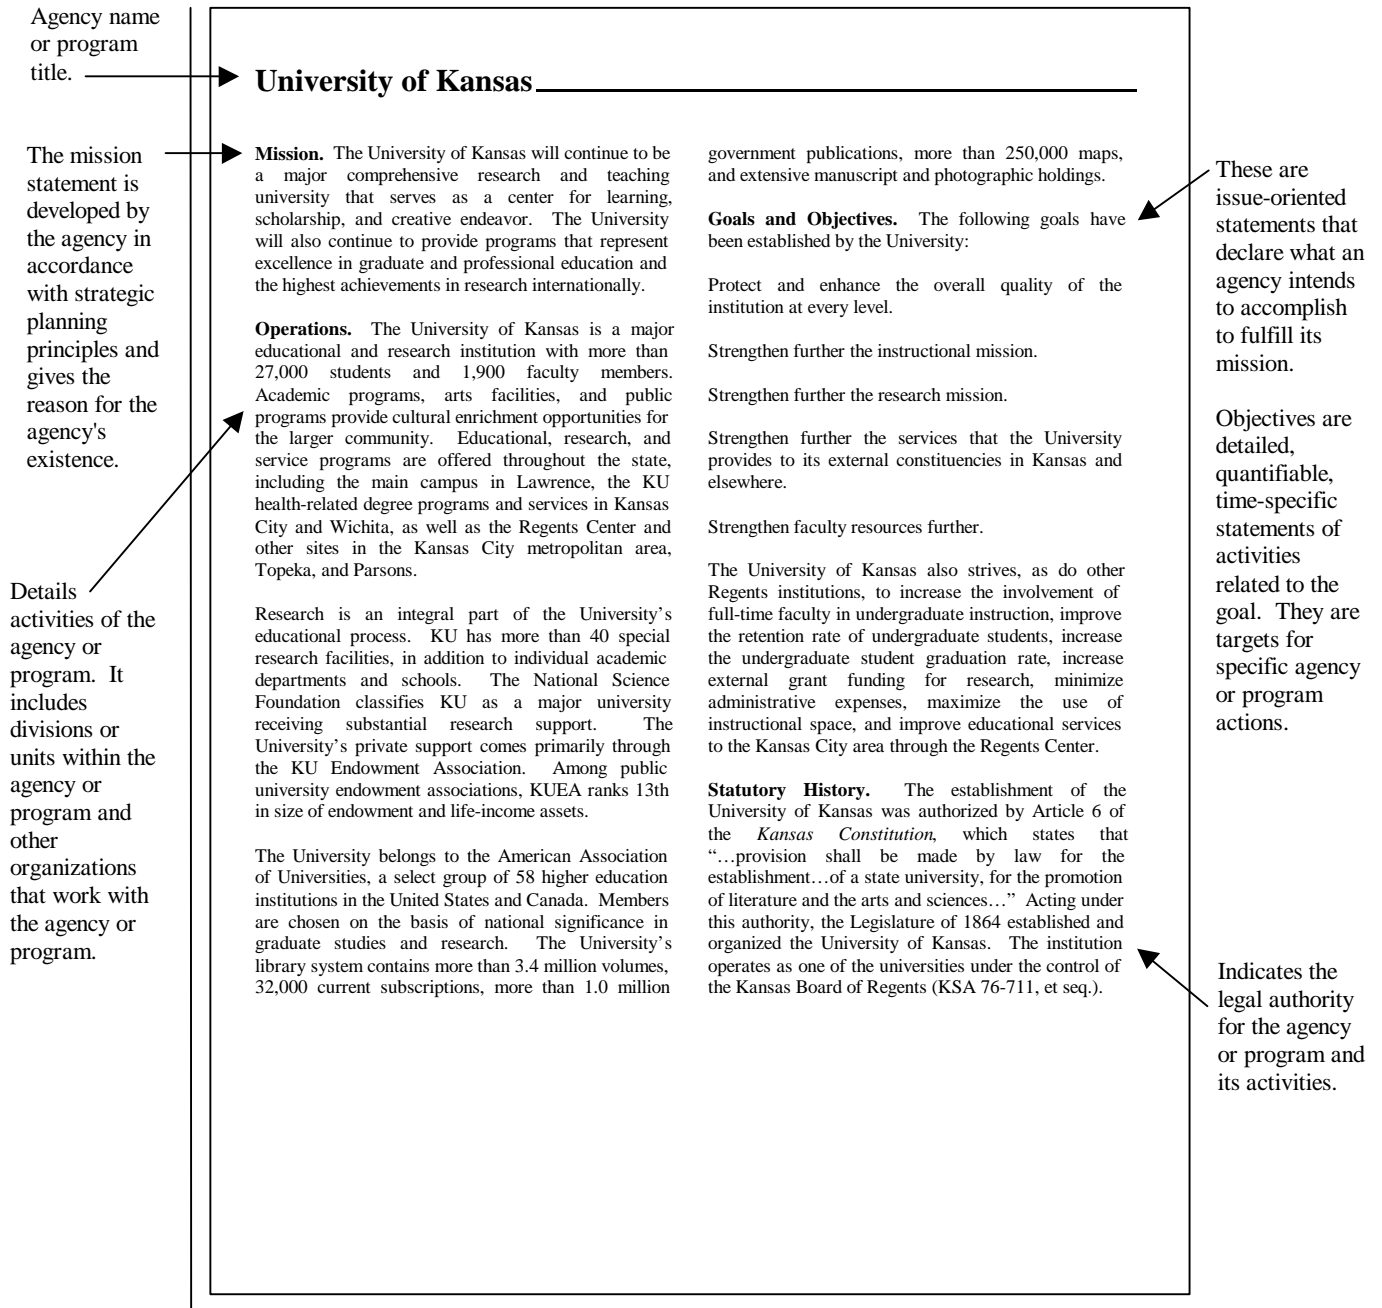 Agency name
or program
title.
The mission
statement is
developed by
the agency in
accordance
with strategic
planning
principles and
gives the
reason for the
agency's
existence.
Details
activities of the
agency or
program. It
includes
divisions or
units within the
agency or
program and
other
organizations
that work with
the agency or
program.
University of Kansas
Mission. The University of Kansas will continue to be
a major comprehensive research and teaching
university that serves as a center for learning,
scholarship, and creative endeavor. The University
will also continue to provide programs that represent
excellence in graduate and professional education and
the highest achievements in research internationally.
Operations. The University of Kansas is a major
educational and research institution with more than
27,000 students and 1,900 faculty members.
Academic programs, arts facilities, and public
programs provide cultural enrichment opportunities for
the larger community. Educational, research, and
service programs are offered throughout the state,
including the main campus in Lawrence, the KU
health-related degree programs and services in Kansas
City and Wichita, as well as the Regents Center and
other sites in the Kansas City metropolitan area,
Topeka, and Parsons.
Research is an integral part of the University’s
educational process. KU has more than 40 special
research facilities, in addition to individual academic
departments and schools. The National Science
Foundation classifies KU as a major university
receiving substantial research support. The
University’s private support comes primarily through
the KU Endowment Association. Among public
university endowment associations, KUEA ranks 13th
in size of endowment and life-income assets.
The University belongs to the American Association
of Universities, a select group of 58 higher education
institutions in the United States and Canada. Members
are chosen on the basis of national significance in
graduate studies and research. The University’s
library system contains more than 3.4 million volumes,
32,000 current subscriptions, more than 1.0 million
government publications, more than 250,000 maps,
and extensive manuscript and photographic holdings.
Goals and Objectives. The following goals have
been established by the University:
Protect and enhance the overall quality of the
institution at every level.
Strengthen further the instructional mission.
Strengthen further the research mission.
Strengthen further the services that the University
provides to its external constituencies in Kansas and
elsewhere.
Strengthen faculty resources further.
The University of Kansas also strives, as do other
Regents institutions, to increase the involvement of
full-time faculty in undergraduate instruction, improve
the retention rate of undergraduate students, increase
the undergraduate student graduation rate, increase
external grant funding for research, minimize
administrative expenses, maximize the use of
instructional space, and improve educational services
to the Kansas City area through the Regents Center.
Statutory History. The establishment of the
University of Kansas was authorized by Article 6 of
the Kansas Constitution, which states that
“…provision shall be made by law for the
establishment…of a state university, for the promotion
of literature and the arts and sciences…” Acting under
this authority, the Legislature of 1864 established and
organized the University of Kansas. The institution
operates as one of the universities under the control of
the Kansas Board of Regents (KSA 76-711, et seq.).
These are
issue-oriented
statements that
declare what an
agency intends
to accomplish
to fulfill its
mission.
Objectives are
detailed,
quantifiable,
time-specific
statements of
activities
related to the
goal. They are
targets for
specific agency
or program
actions.
Indicates the
legal authority
for the agency
or program and
its activities.